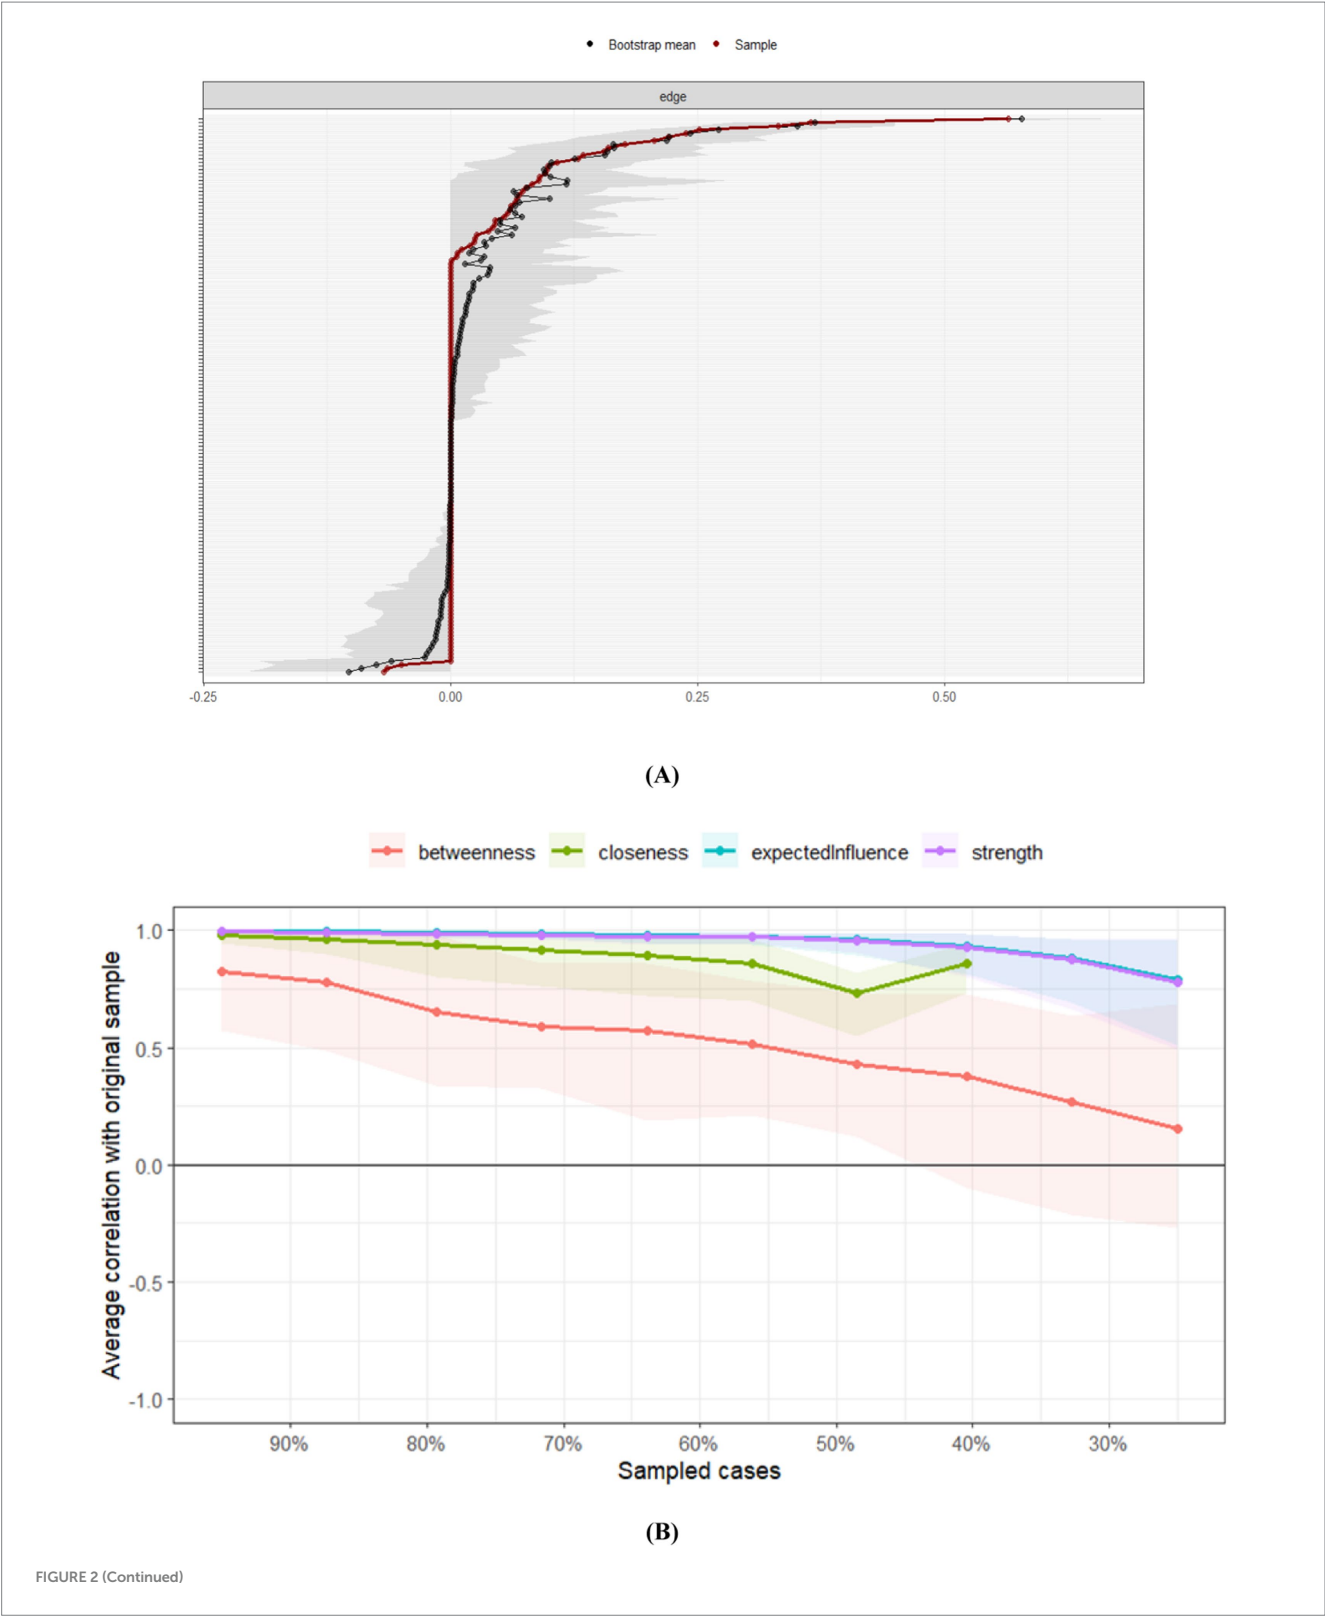 Bootstrap mean Sample
edge
-0.25 0.00 0.25 0.50
(A)
betweenness closeness expectedInfluence strength
Average correlation with original sample
1.0
0.5
0.0
-0.5
-1.0
90% 80% 70% 60% 50% 40% 30%
Sampled cases
(B)
FIGURE 2 (Continued)